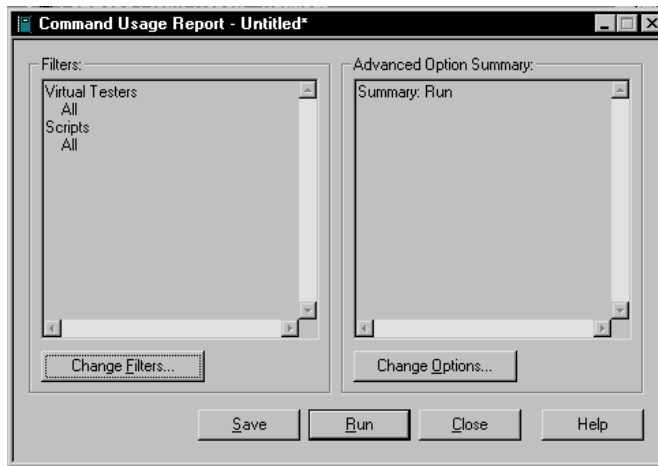 Command Usage Report - Untitled*
Filters:
Virtual Testers
All
Scripts
All
Change Filters...
Advanced Option Summary:
Summary: Run
Change Options...
Save Run Close Help